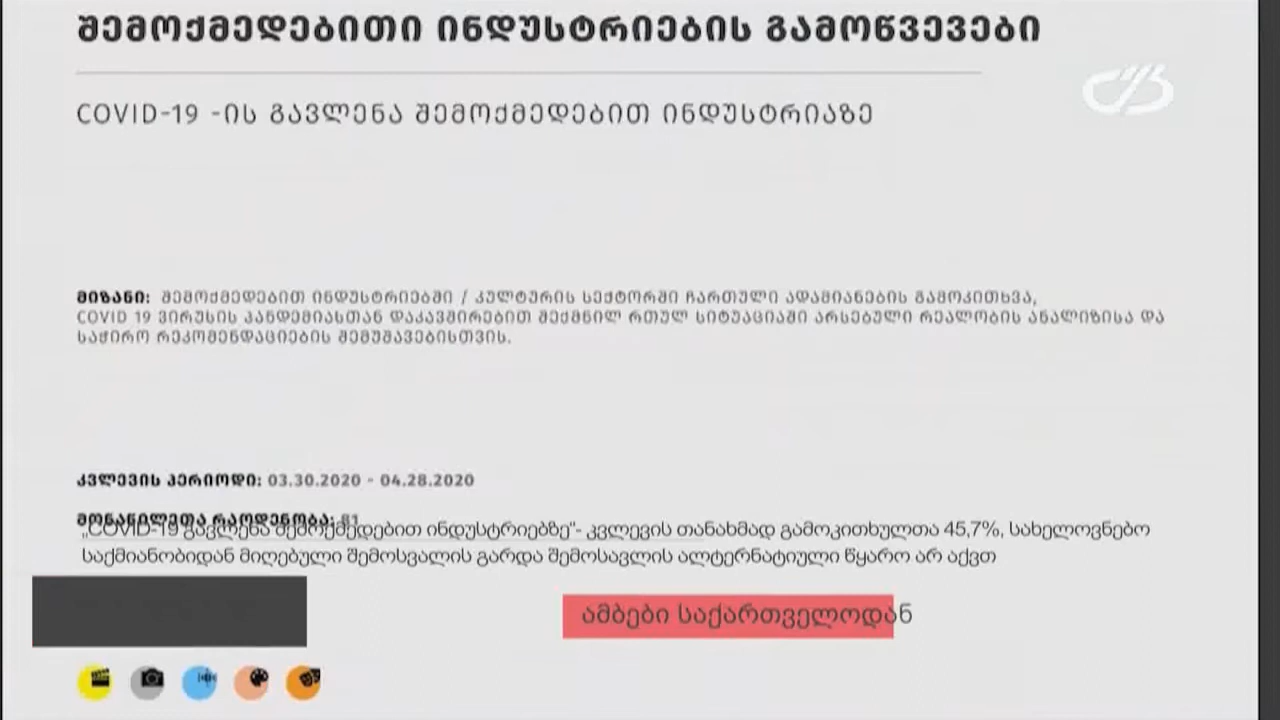 შემოქმედებითი ინდუსტრიების გამოწვევები
COVID-19 -ის გავლენა შემოქმედებით ინდუსტრიაზე
მიზანი: შემოქმედებით ინდუსტრიებში / კულტურის სექტორში ჩართული ადამიანების გამოკითხვა,
COVID 19 ვირუსის პანდემიასთან დაკავშირებით შექმნილ რთულ სიტუაციაში არსებული რეალობის ანალიზისა და
საჭირო რეკომენდაციების შემუშავებისთვის.
კვლევის პერიოდი: 03.30.2020 - 04.28.2020
მონაწილეთა რაოდენობა: 81
„COVID-19 გავლენა შემოქმედებით ინდუსტრიებზე“- კვლევის თანახმად გამოკითხულთა 45,7%, სახელოვნებო
საქმიანობიდან მიღებული შემოსვალის გარდა შემოსავლის ალტერნატიული წყარო არ აქვთ
ამბები საქართველოდან